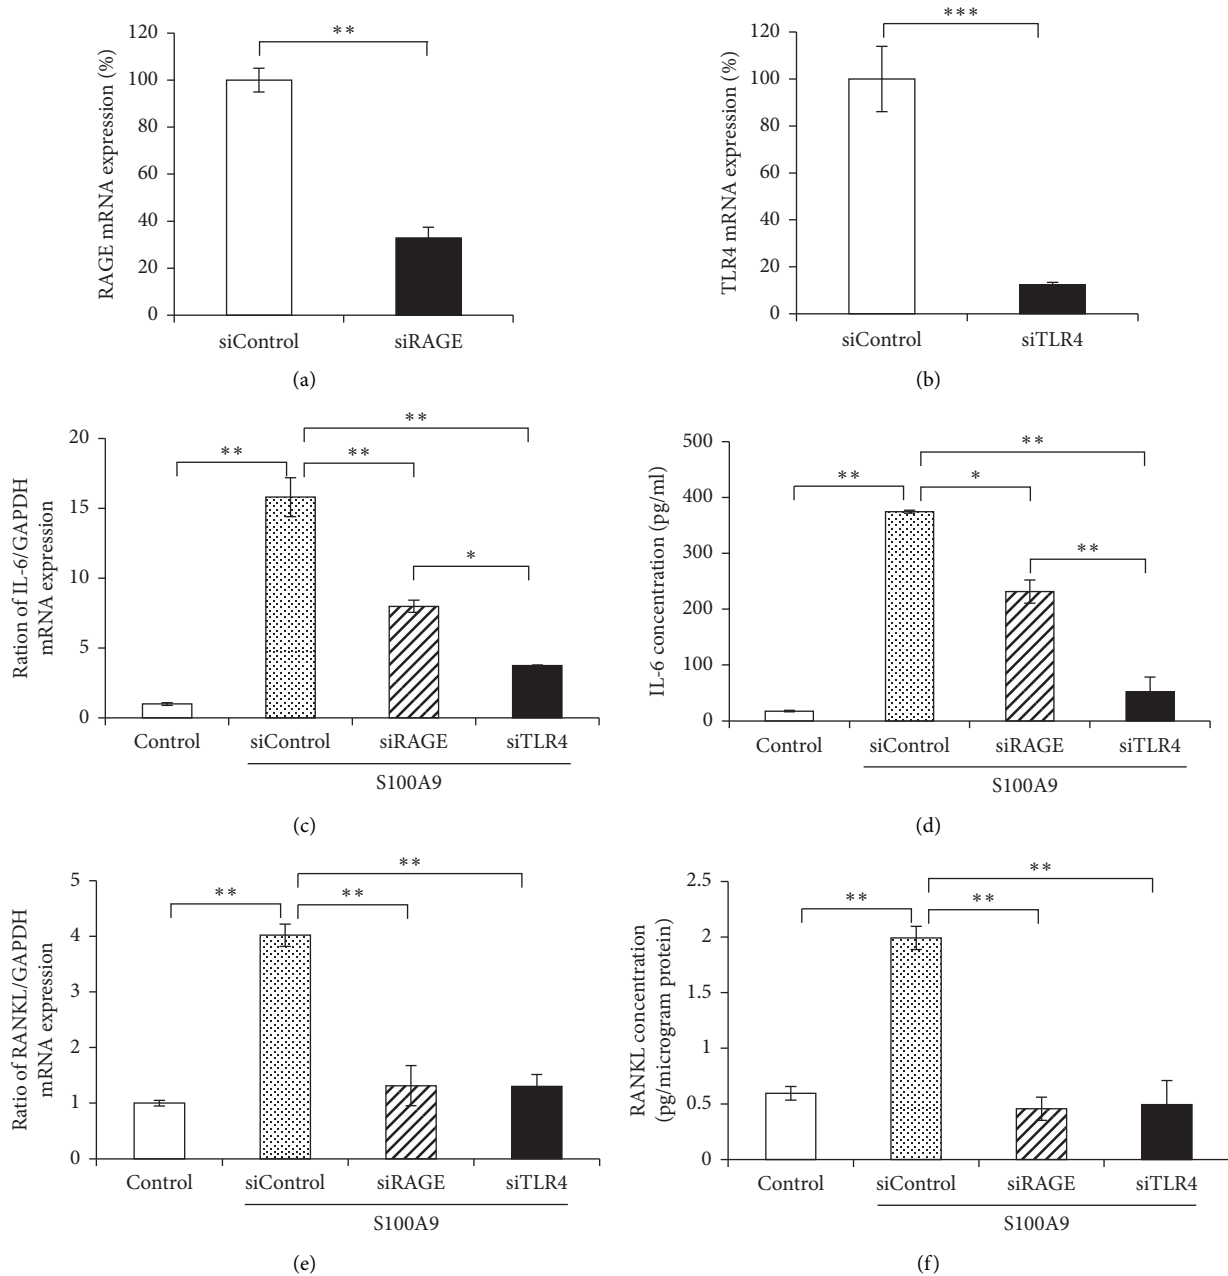 RAGE mRNA expression (%)
120
100
80
60
40
20
0
**
siControl siRAGE
(a)
TLR4 mRNA expression (%)
120
100
80
60
40
20
0
***
siControl siTLR4
(b)
Ration of IL-6/GAPDH
mRNA expression
20
15
10
5
0
**
** **
*
Control siControl siRAGE siTLR4
S100A9
(c)
IL-6 concentration (pg/ml)
500
400
300
200
100
0
**
** *
**
Control siControl siRAGE siTLR4
S100A9
(d)
Ratio of RANKL/GAPDH
mRNA expression
5
4
3
2
1
0
**
** **
Control siControl siRAGE siTLR4
S100A9
(e)
RANKL concentration
(pg/microgram protein)
2.5
2
1.5
1
0.5
0
**
** **
Control siControl siRAGE siTLR4
S100A9
(f)